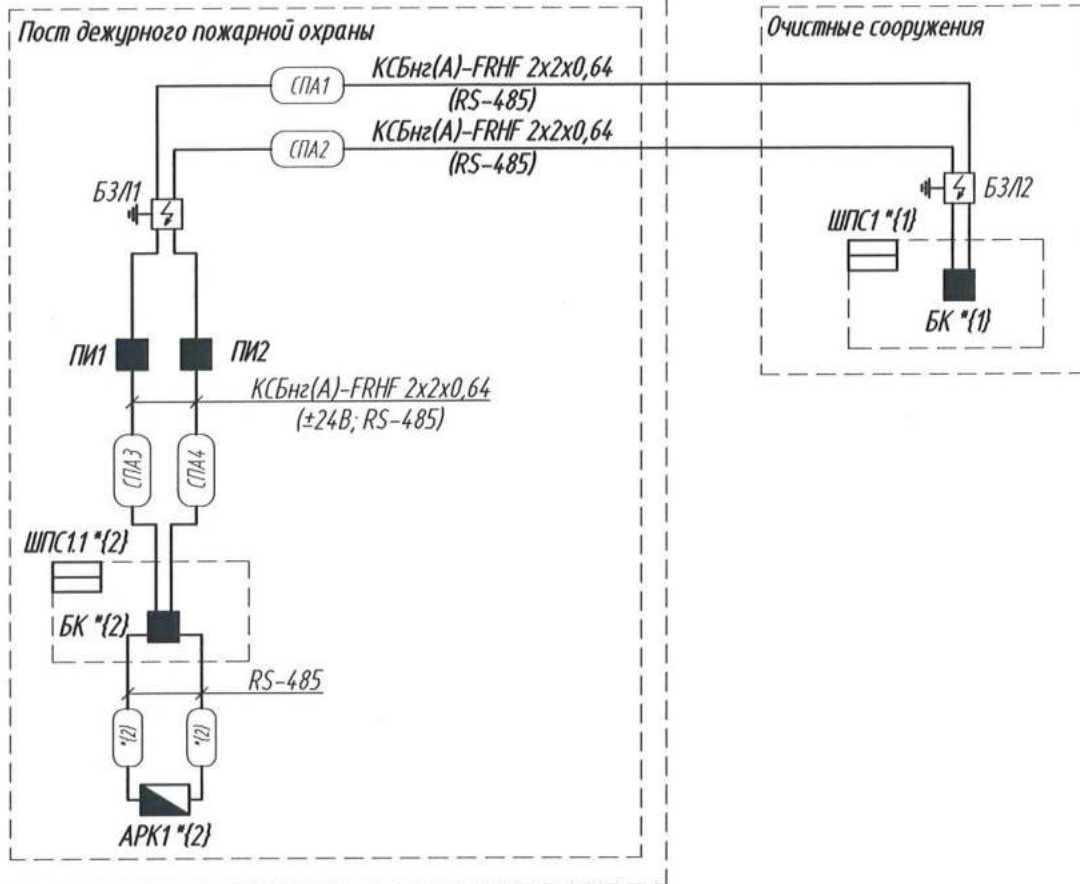 Пост дежурного пожарной охраны
Очистные сооружения
СПА1
КСБнг(А)-FRHF 2х2х0,64
(RS-485)
СПА2
КСБнг(А)-FRHF 2х2х0,64
(RS-485)
БЗЛ1
БЗЛ2
ШПС1 *{1}
БК *{1}
ПИ1
ПИ2
КСБнг(А)-FRHF 2х2х0,64
(±24В; RS-485)
СПА3
СПА4
ШПС1.1 *{2}
БК *{2}
RS-485
*{2}
*{2}
АРК1 *{2}